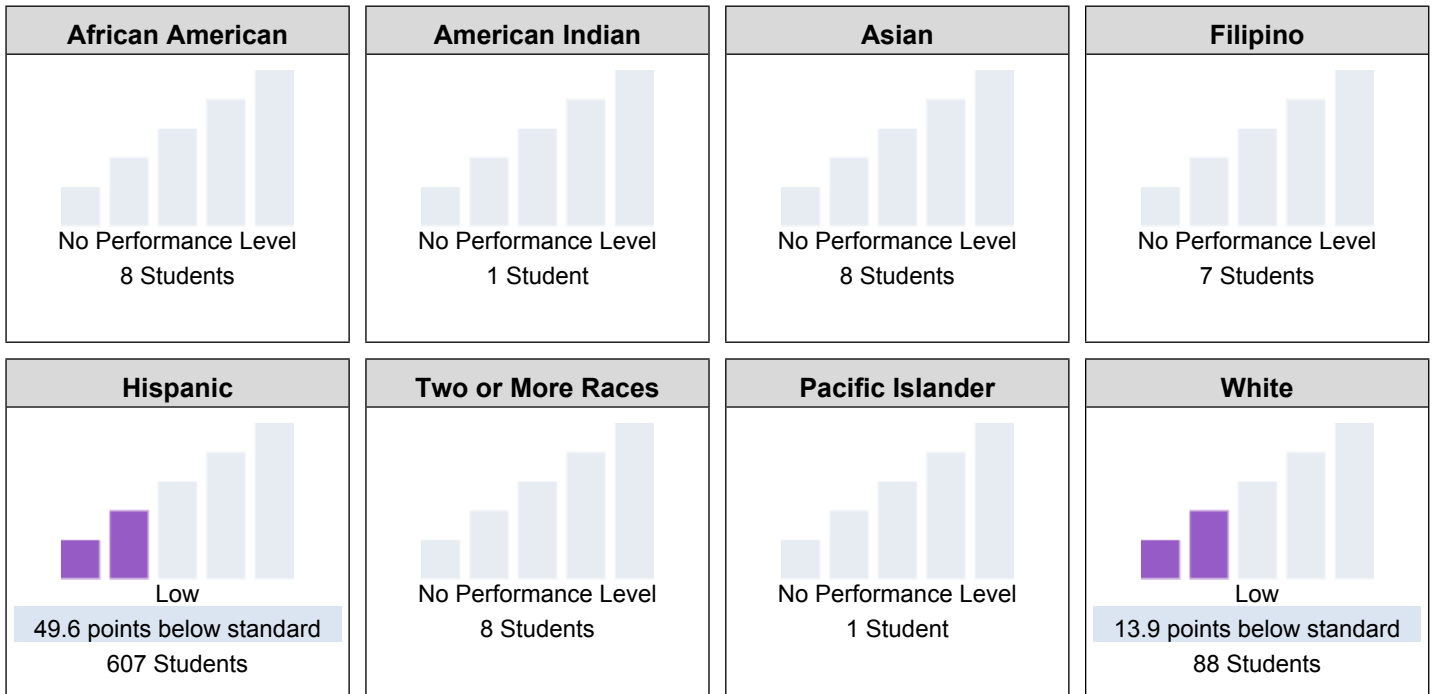 African American
No Performance Level
8 Students
American Indian
No Performance Level
1 Student
Asian
No Performance Level
8 Students
Filipino
No Performance Level
7 Students
Hispanic
Low
49.6 points below standard
607 Students
Two or More Races
No Performance Level
8 Students
Pacific Islander
No Performance Level
1 Student
White
Low
13.9 points below standard
88 Students